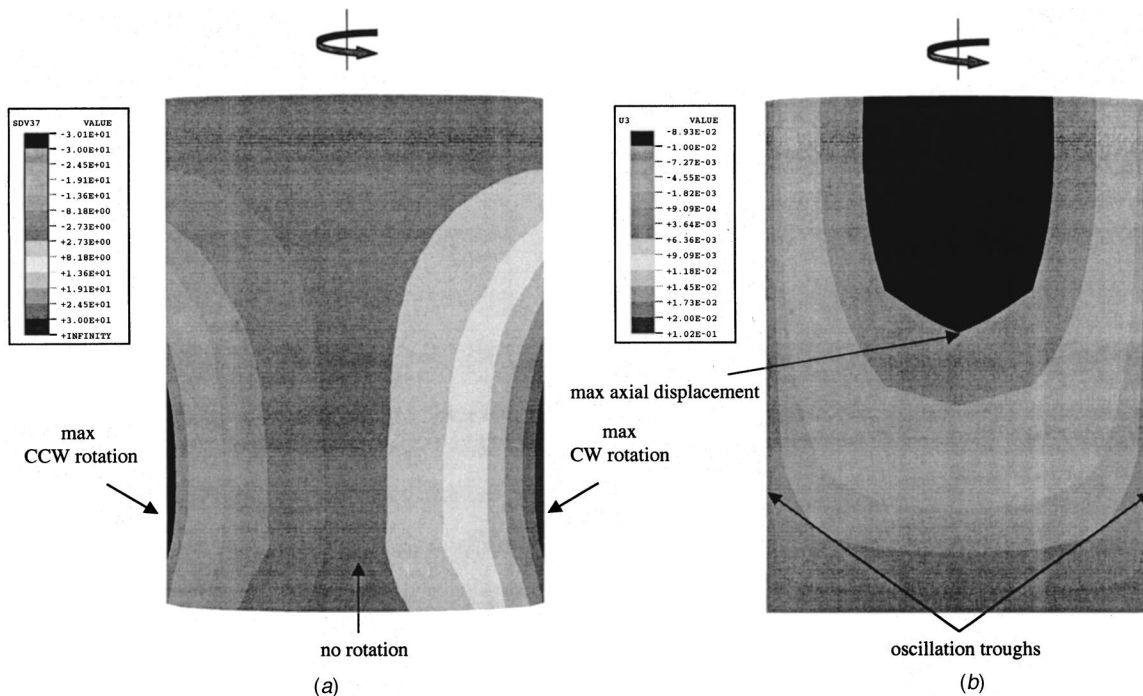 SDV37 VALUE
-3.01E+01
-3.00E+01
-2.45E+01
-1.91E+01
-1.36E+01
-8.18E+00
-2.73E+00
+2.73E+00
+8.18E+00
+1.36E+01
+1.91E+01
+2.45E+01
+3.00E+01
+INFINITY
max
CCW rotation
max
CW rotation
no rotation
(a)
U3 VALUE
-8.93E-02
-1.00E-02
-7.27E-03
-4.55E-03
-1.82E-03
+9.09E-04
+3.64E-03
+6.36E-03
+9.09E-03
+1.18E-02
+1.45E-02
+1.73E-02
+2.00E-02
+1.02E-01
max axial displacement
oscillation troughs
(b)